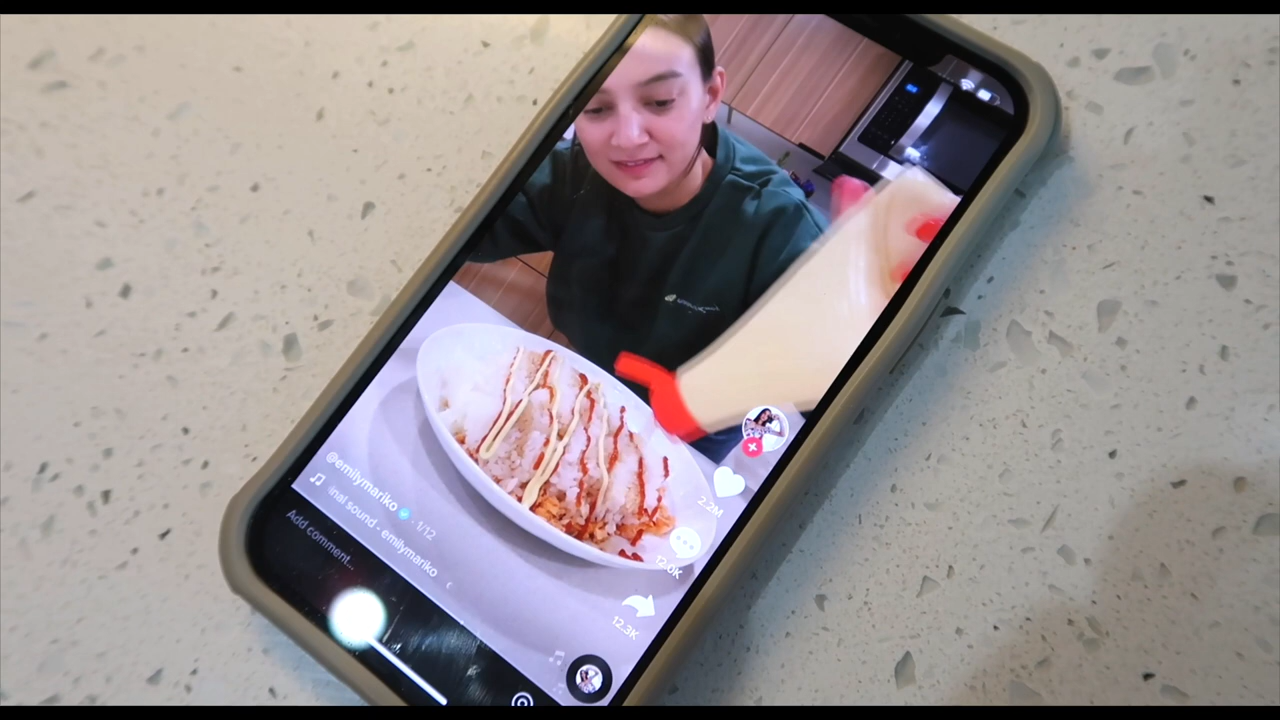 @emilymariko · 1/12
inal sound - emilymariko
Add comment...
2.2M
12.0K
12.3K